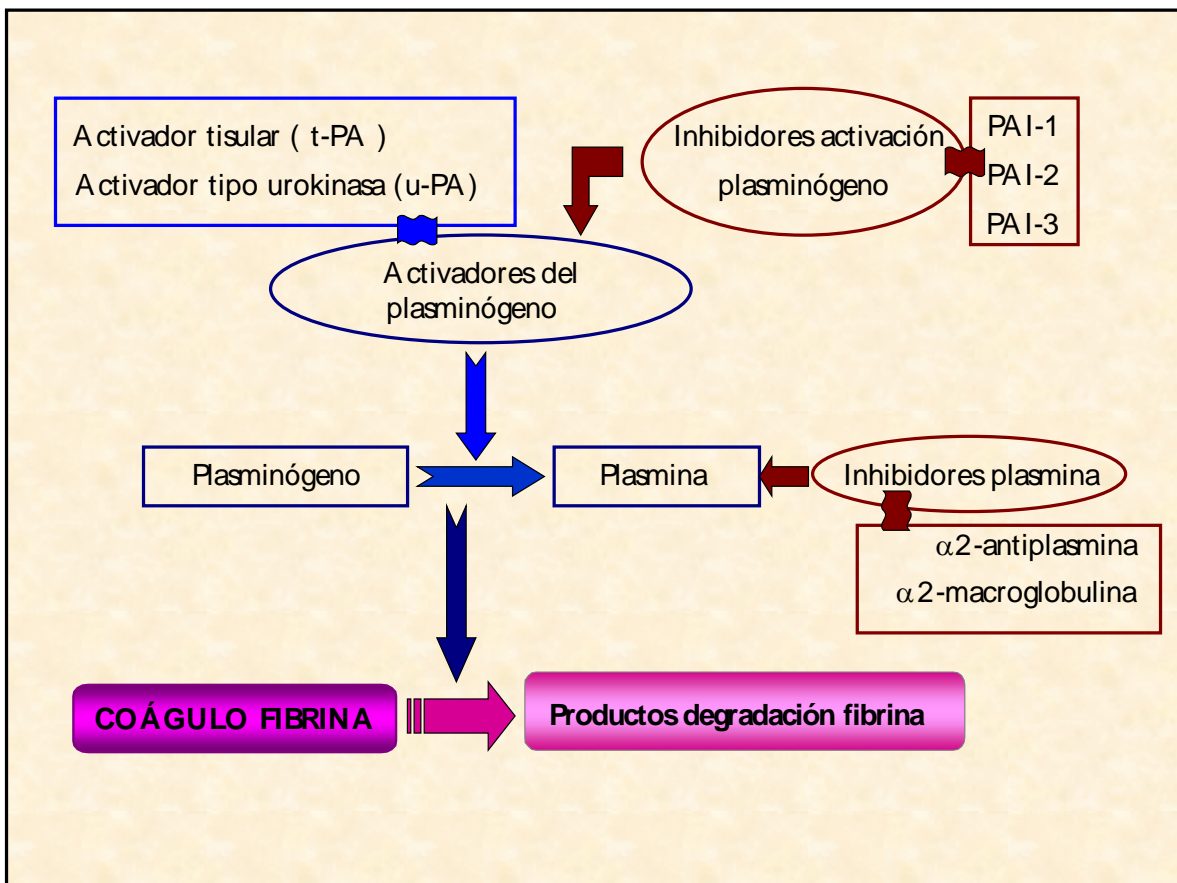 Activador tisular ( t-PA )
Activador tipo urokinasa (u-PA)
Inhibidores activación
plasminógeno
PAI-1
PAI-2
PAI-3
Activadores del
plasminógeno
Plasminógeno
Plasmina
Inhibidores plasmina
α2-antiplasmina
α2-macroglobulina
COÁGULO FIBRINA
Productos degradación fibrina